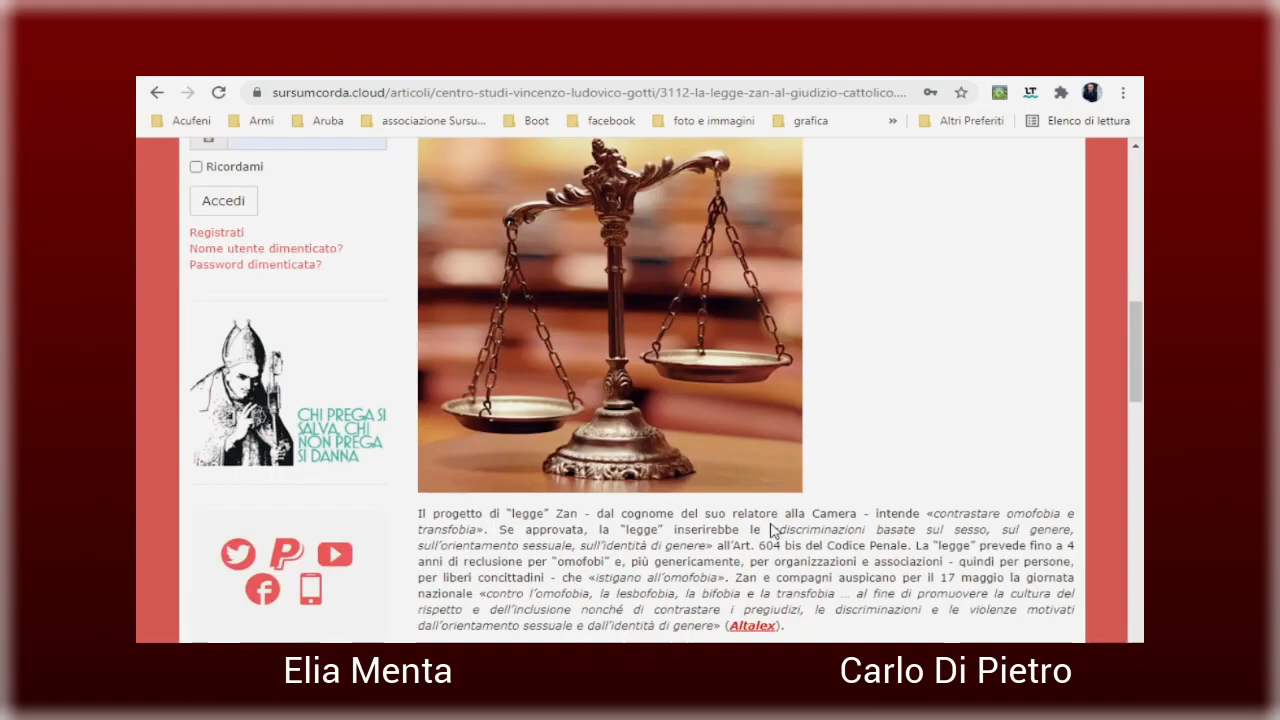 sursumcorda.cloud/articoli/centro-studi-vincenzo-ludovico-gotti/3112-la-legge-zan-al-giudizio-cattolico....
LT
Acufeni Armi Aruba associazione Sursu... Boot facebook foto e immagini grafica » Altri Preferiti Elenco di lettura
Ricordami
Accedi
Registrati
Nome utente dimenticato?
Password dimenticata?
CHI PREGA SI
SALVA, CHI
NON PREGA
SI DANNA
Il progetto di “legge” Zan - dal cognome del suo relatore alla Camera - intende «contrastare omofobia e
transfobia». Se approvata, la “legge” inserirebbe le «discriminazioni basate sul sesso, sul genere,
sull’orientamento sessuale, sull’identità di genere» all’Art. 604 bis del Codice Penale. La “legge” prevede fino a 4
anni di reclusione per “omofobi” e, più genericamente, per organizzazioni e associazioni - quindi per persone,
per liberi concittadini - che «istigano all’omofobia». Zan e compagni auspicano per il 17 maggio la giornata
nazionale «contro l’omofobia, la lesbofobia, la bifobia e la transfobia ... al fine di promuovere la cultura del
rispetto e dell’inclusione nonché di contrastare i pregiudizi, le discriminazioni e le violenze motivati
dall’orientamento sessuale e dall’identità di genere» (Altalex).
Elia Menta
Carlo Di Pietro